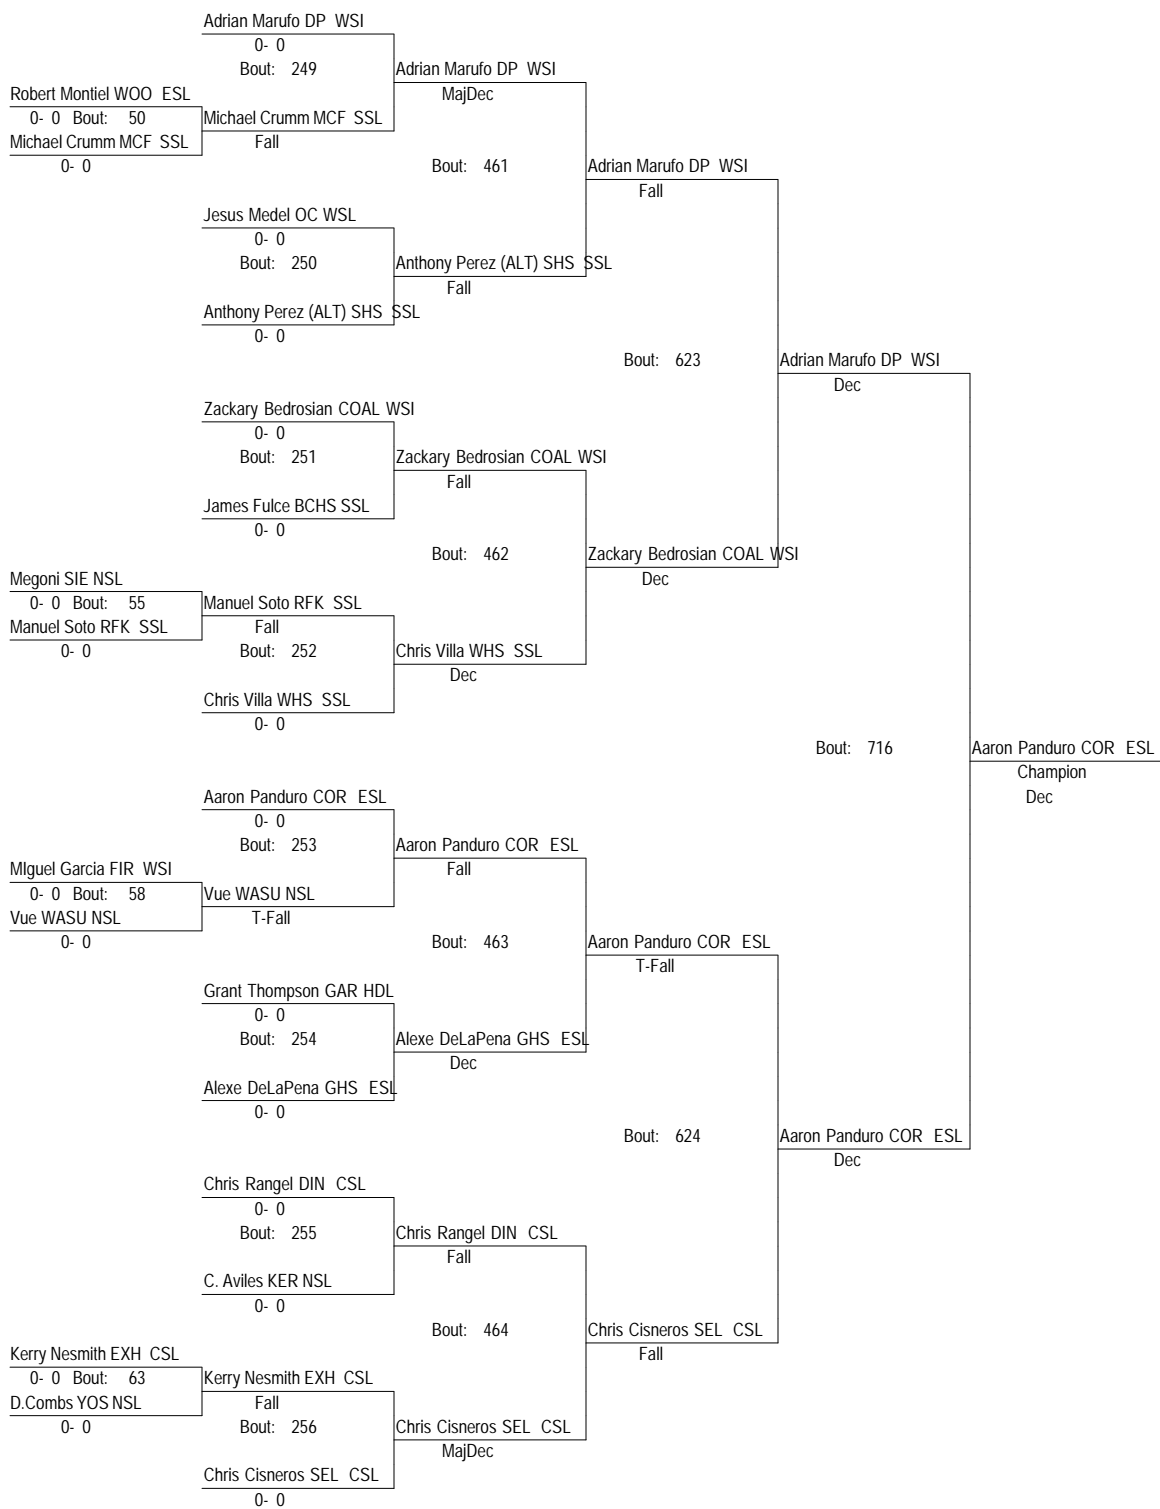 Adrian Marufo DP WSI
0- 0
Bout: 249
Adrian Marufo DP WSI
MajDec
Robert Montiel WOO ESL
0- 0 Bout: 50
Michael Crumm MCF SSL
Michael Crumm MCF SSL
Fall
0- 0
Bout: 461
Adrian Marufo DP WSI
Fall
Jesus Medel OC WSL
0- 0
Bout: 250
Anthony Perez (ALT) SHS SSL
Fall
Anthony Perez (ALT) SHS SSL
0- 0
Bout: 623
Adrian Marufo DP WSI
Dec
Zackary Bedrosian COAL WSI
0- 0
Bout: 251
Zackary Bedrosian COAL WSI
Fall
James Fulce BCHS SSL
0- 0
Bout: 462
Zackary Bedrosian COAL WSI
Dec
Megoni SIE NSL
0- 0 Bout: 55
Manuel Soto RFK SSL
Manuel Soto RFK SSL
Fall
0- 0
Bout: 252
Chris Villa WHS SSL
Dec
Chris Villa WHS SSL
0- 0
Bout: 716
Aaron Panduro COR ESL
Champion
Dec
Aaron Panduro COR ESL
0- 0
Bout: 253
Aaron Panduro COR ESL
Fall
MIguel Garcia FIR WSI
0- 0 Bout: 58
Vue WASU NSL
Vue WASU NSL
T-Fall
0- 0
Bout: 463
Aaron Panduro COR ESL
T-Fall
Grant Thompson GAR HDL
0- 0
Bout: 254
Alexe DeLaPena GHS ESL
Dec
Alexe DeLaPena GHS ESL
0- 0
Bout: 624
Aaron Panduro COR ESL
Dec
Chris Rangel DIN CSL
0- 0
Bout: 255
Chris Rangel DIN CSL
Fall
C. Aviles KER NSL
0- 0
Bout: 464
Chris Cisneros SEL CSL
Fall
Kerry Nesmith EXH CSL
0- 0 Bout: 63
Kerry Nesmith EXH CSL
D.Combs YOS NSL
Fall
0- 0
Bout: 256
Chris Cisneros SEL CSL
MajDec
Chris Cisneros SEL CSL
0- 0